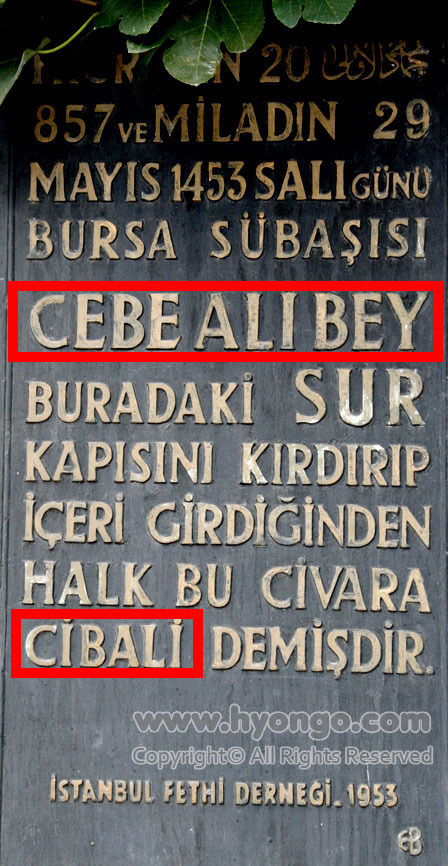 20
857 VE MİLADIN 29
MAYIS 1453 SALI GÜNÜ
BURSA SÜBAŞISI
CEBE ALI BEY
BURADAKİ SUR
KAPISINI KIRDIRIP
İÇERİ GİRDİĞİNDEN
HALK BU CİVARA
CİBALİ DEMİŞDİR.
www.hyongo.com
Copyright© All Rights Reserved
İSTANBUL FETHİ DERNEĞİ_1953